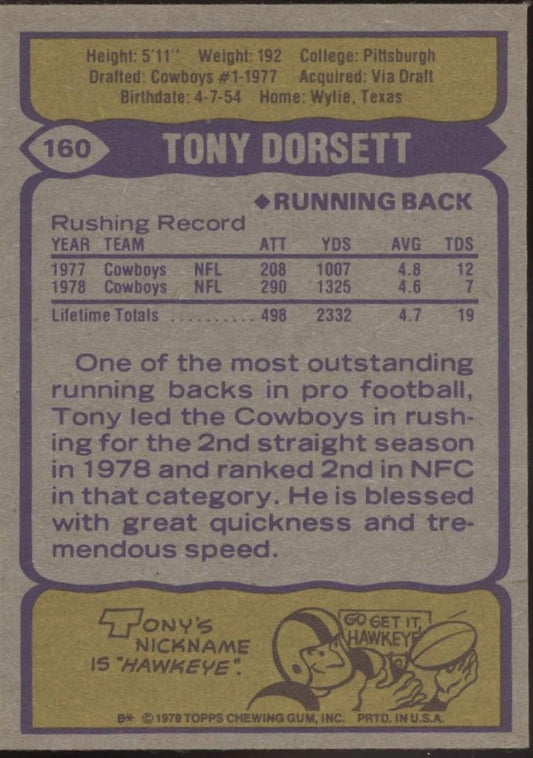 Height: 5'11" Weight: 192 College: Pittsburgh
Drafted: Cowboys #1-1977 Acquired: Via Draft
Birthdate: 4-7-54 Home: Wylie, Texas
160 TONY DORSETT
◆RUNNING BACK
Rushing Record
YEAR TEAM ATT YDS AVG TDS
1977 Cowboys NFL 208 1007 4.8 12
1978 Cowboys NFL 290 1325 4.6 7
Lifetime Totals .......... 498 2332 4.7 19
One of the most outstanding
running backs in pro football,
Tony led the Cowboys in rush-
ing for the 2nd straight season
in 1978 and ranked 2nd in NFC
in that category. He is blessed
with great quickness and tre-
mendous speed.
TONY'S
NICKNAME
IS "HAWKEYE".
GO GET IT,
HAWKEYE
B* ©1979 TOPPS CHEWING GUM, INC. PRTD. IN U.S.A.